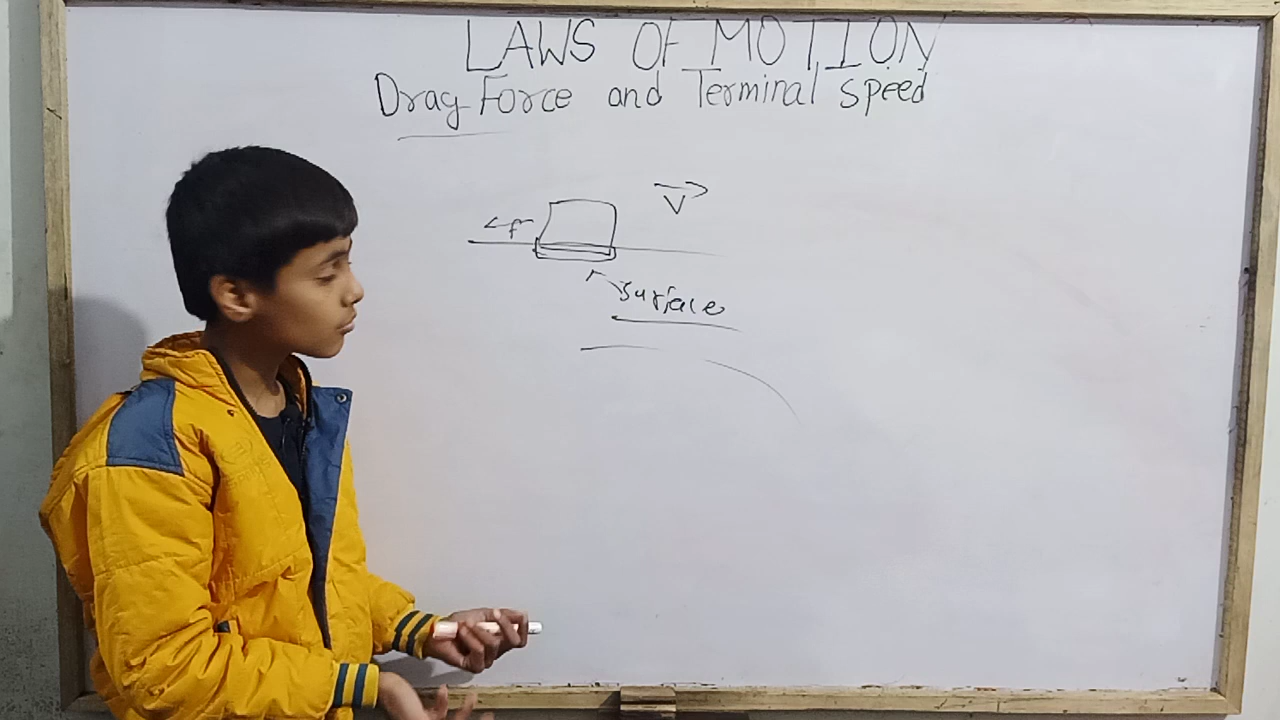 LAWS OF MOTION
Drag Force and Terminal speed
V
f
surface